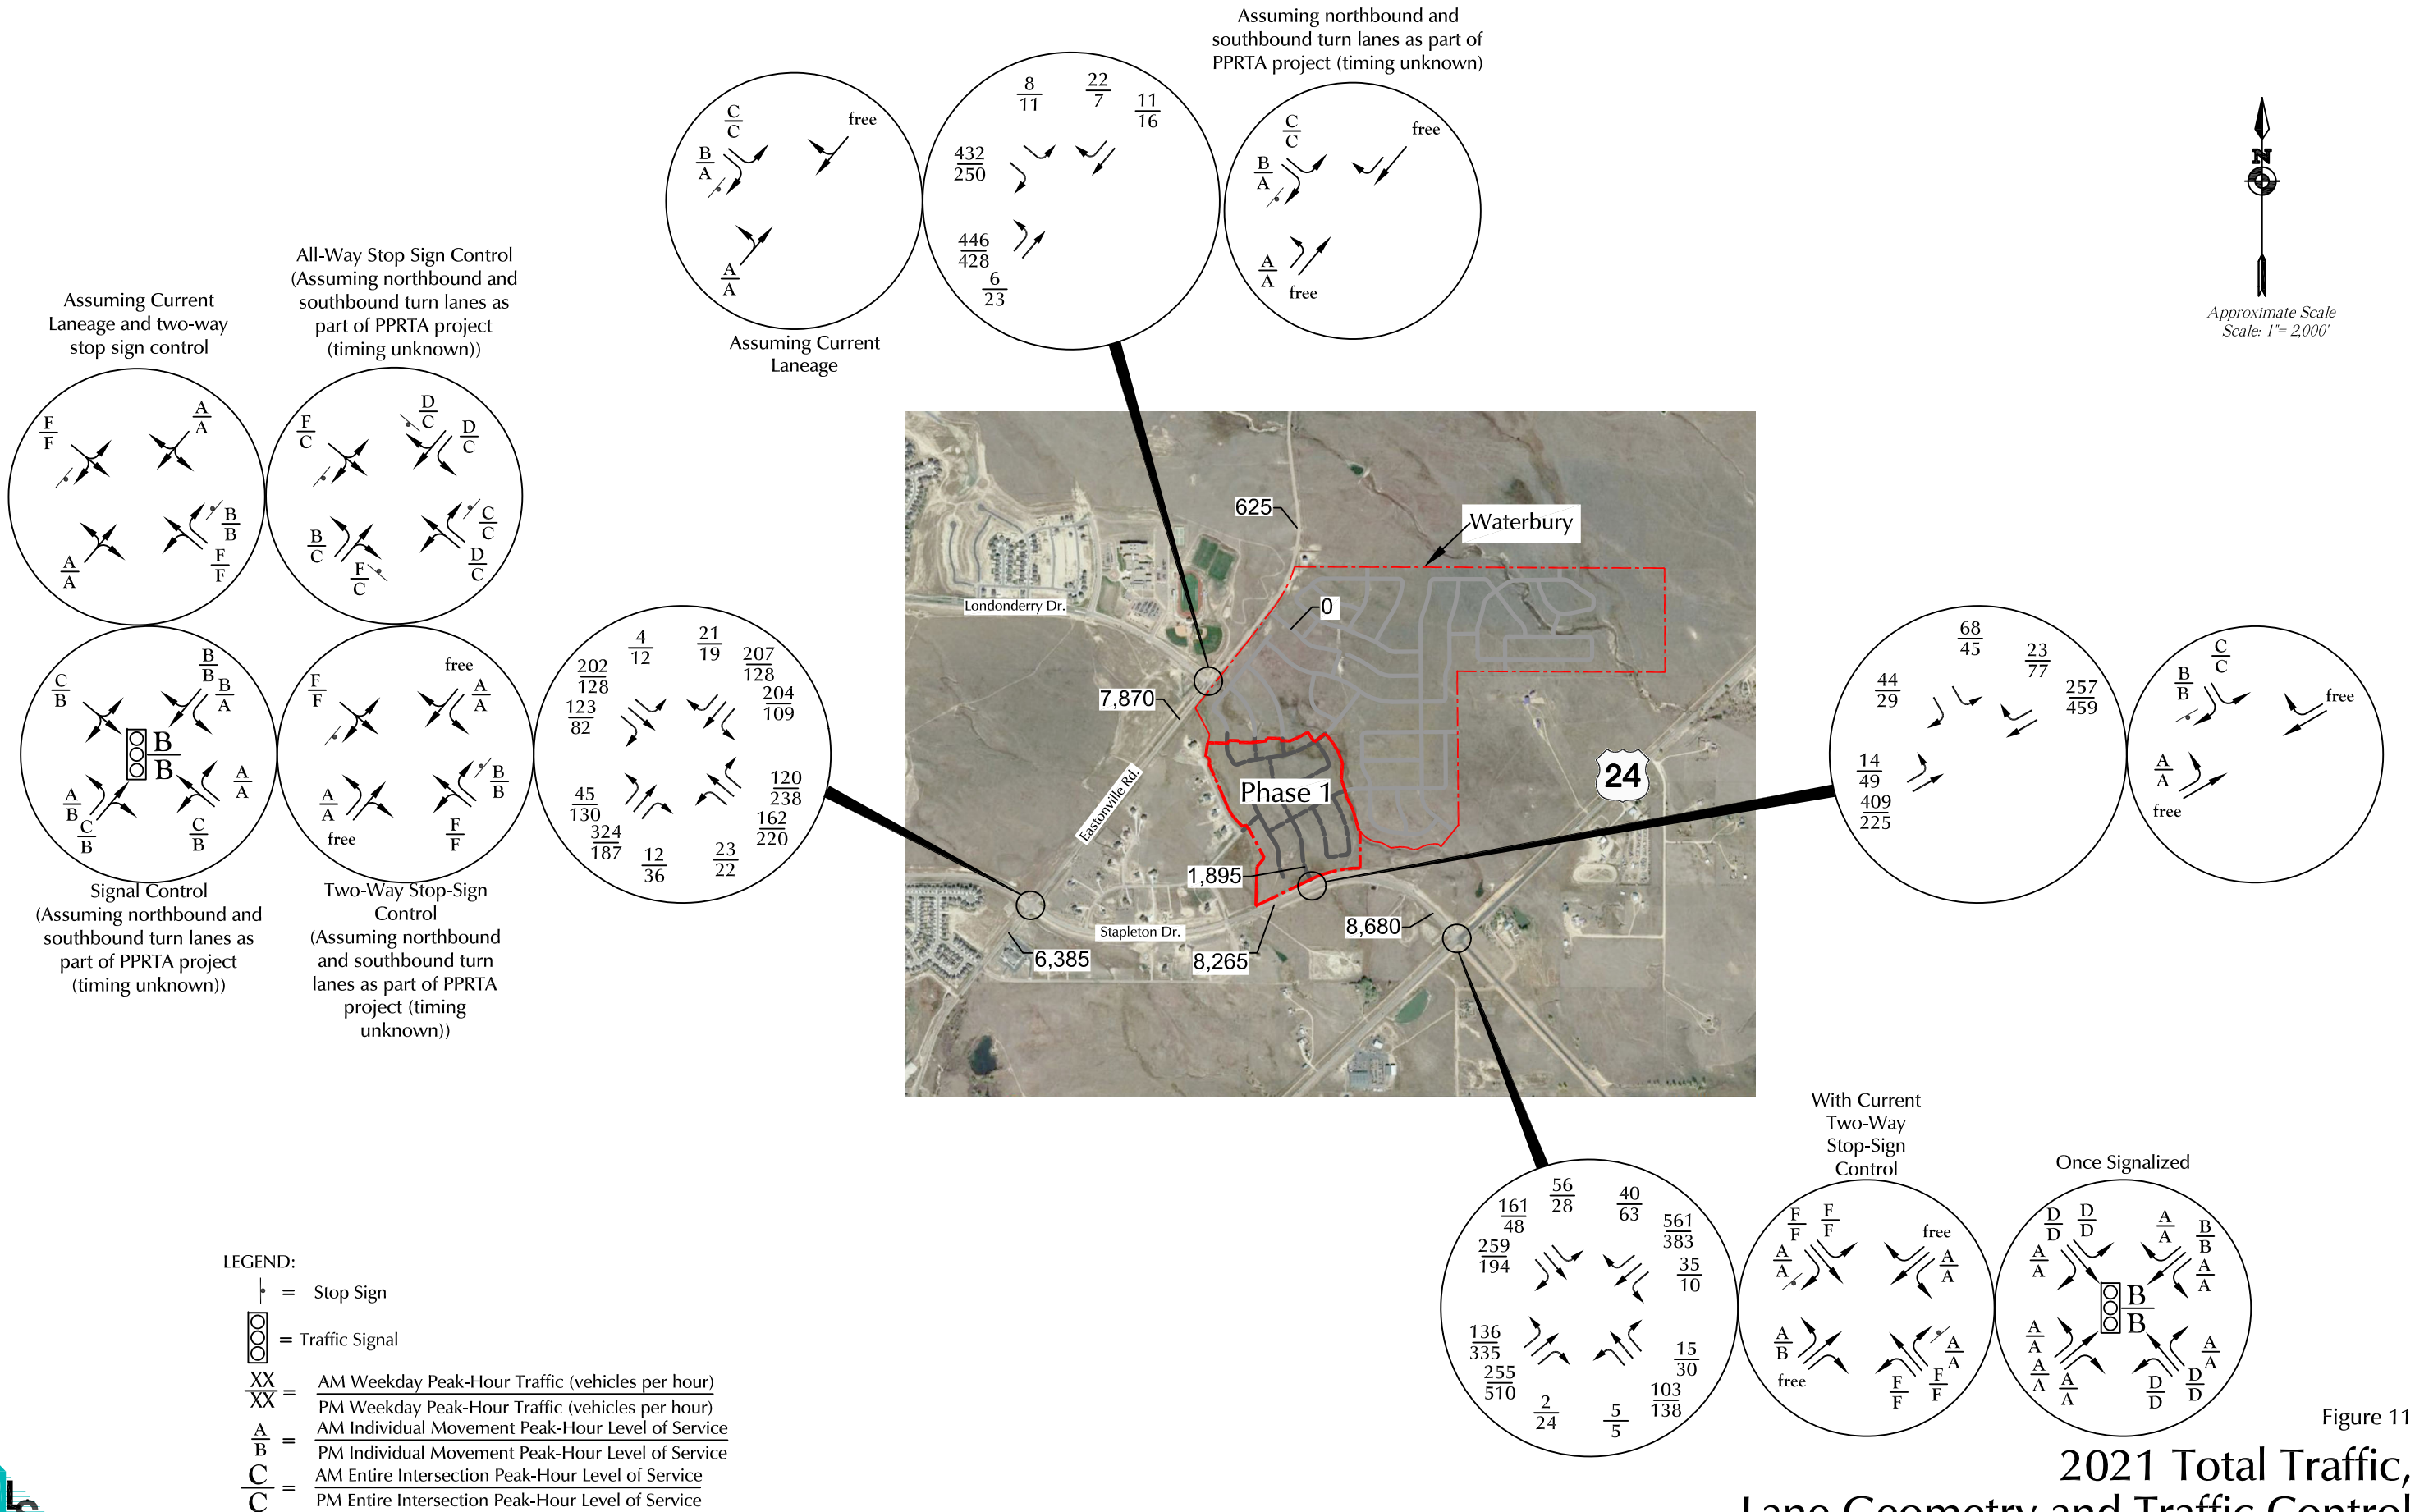 Assuming northbound and
southbound turn lanes as part of
PPRTA project (timing unknown)
C
C
B
A
free
A
A
Assuming Current
Laneage
8
11
22
7
11
16
432
250
446
428
6
23
C
C
B
A
free
A
A
free
N
Approximate Scale
Scale: 1"= 2,000'
Assuming Current
Laneage and two-way
stop sign control
F
F
A
A
B
B
F
F
A
A
All-Way Stop Sign Control
(Assuming northbound and
southbound turn lanes as
part of PPRTA project
(timing unknown))
F
C
D
C
D
C
B
C
F
C
C
C
D
C
C
B
B
B
B
A
B
B
A
B
C
B
A
A
C
B
Signal Control
(Assuming northbound and
southbound turn lanes as
part of PPRTA project
(timing unknown))
F
F
free
A
A
A
A
free
B
B
F
F
Two-Way Stop-Sign
Control
(Assuming northbound
and southbound turn
lanes as part of PPRTA
project (timing
unknown))
4
12
21
19
202
128
207
128
123
82
204
109
45
130
120
238
324
187
162
220
12
36
23
22
625
Waterbury
Londonderry Dr.
0
7,870
Phase 1
24
Eastonville Rd.
1,895
Stapleton Dr.
8,680
6,385
8,265
68
45
23
77
44
29
257
459
14
49
409
225
C
C
B
B
free
A
A
free
56
28
40
63
161
48
561
383
259
194
35
10
136
335
15
30
255
510
103
138
2
24
5
5
With Current
Two-Way
Stop-Sign
Control
F
F
F
F
free
A
A
A
A
A
B
free
A
A
F
F
F
F
Once Signalized
D
D
D
D
A
A
B
B
A
A
A
A
B
B
A
A
A
A
A
A
A
A
D
D
D
D
LEGEND:
= Stop Sign
= Traffic Signal
XX
XX
=
AM Weekday Peak-Hour Traffic (vehicles per hour)
PM Weekday Peak-Hour Traffic (vehicles per hour)
A
B
=
AM Individual Movement Peak-Hour Level of Service
PM Individual Movement Peak-Hour Level of Service
C
C
=
AM Entire Intersection Peak-Hour Level of Service
PM Entire Intersection Peak-Hour Level of Service
Figure 11
2021 Total Traffic,
Lane Geometry and Traffic Control